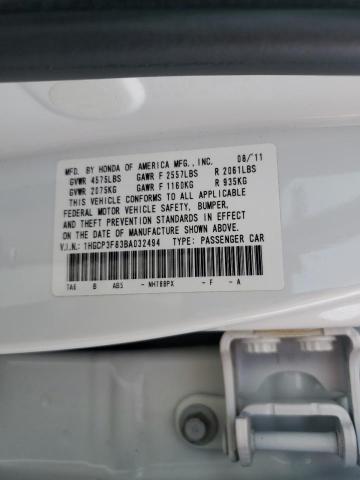 MFD. BY HONDA OF AMERICA MFG., INC. 08/'11
GVWR 4575LBS GAWR F 2557LBS R 2061LBS
GVWR 2075KG GAWR F 1160KG R 935KG
THIS VEHICLE CONFORMS TO ALL APPLICABLE
FEDERAL MOTOR VEHICLE SAFETY, BUMPER,
AND THEFT PREVENTION STANDARDS IN EFFECT
ON THE DATE OF MANUFACTURE SHOWN ABOVE.
V.I.N.: 1HGCP3F83BA032494 TYPE: PASSENGER CAR
TA6 B AB5 - NH788PX - F - A